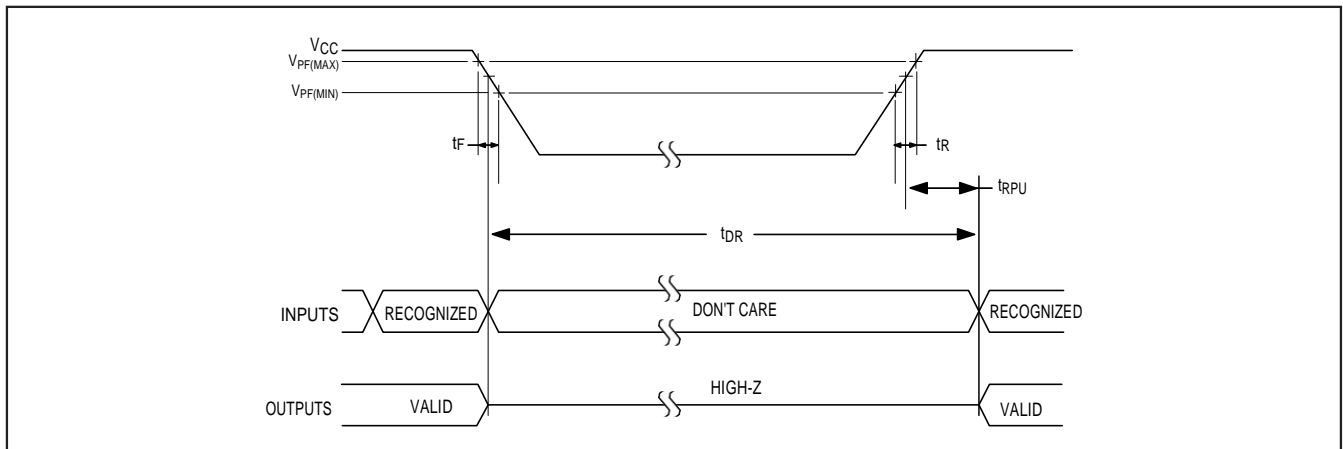 VCC
VPF(MAX)
VPF(MIN)
tF
tR
tRPU
tDR
INPUTS RECOGNIZED DON'T CARE RECOGNIZED
HIGH-Z
OUTPUTS VALID VALID